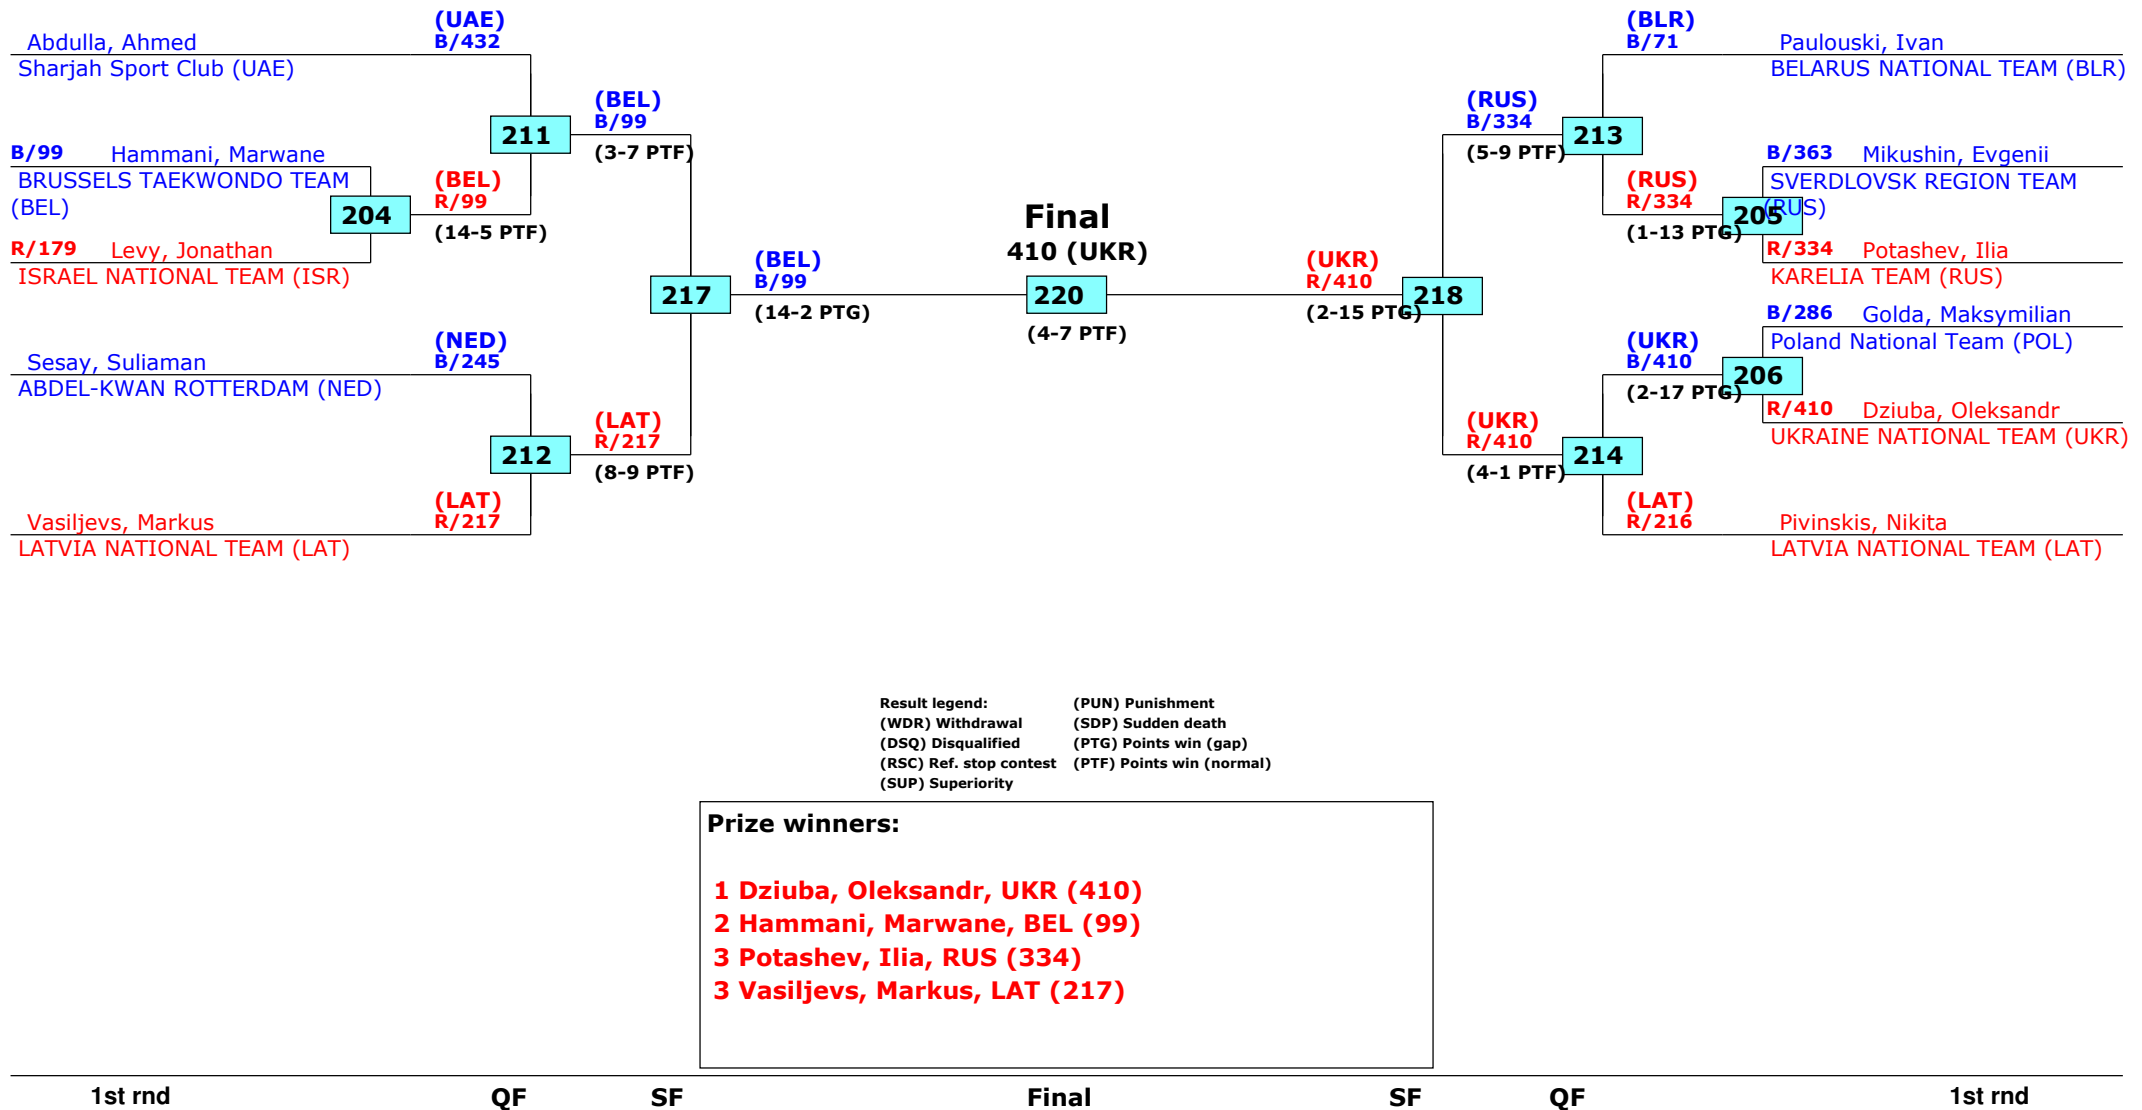 (UAE)
B/432
Abdulla, Ahmed
Sharjah Sport Club (UAE)
B/99 Hammani, Marwane
BRUSSELS TAEKWONDO TEAM
(BEL)
204
R/179 Levy, Jonathan
ISRAEL NATIONAL TEAM (ISR)
(BEL)
R/99
(14-5 PTF)
211
(BEL)
B/99
(3-7 PTF)
(NED)
B/245
Sesay, Suliaman
ABDEL-KWAN ROTTERDAM (NED)
212
(LAT)
R/217
(8-9 PTF)
(LAT)
R/217
Vasiljevs, Markus
LATVIA NATIONAL TEAM (LAT)
217
(BEL)
B/99
(14-2 PTG)
Final
410 (UKR)
220
(4-7 PTF)
(UKR)
R/410
(2-15 PTG)
218
(RUS)
B/334
(5-9 PTF)
213
(BLR)
B/71
Paulouski, Ivan
BELARUS NATIONAL TEAM (BLR)
(RUS)
R/334
(1-13 PTG)
205
B/363 Mikushin, Evgenii
SVERDLOVSK REGION TEAM
(RUS)
R/334 Potashev, Ilia
KARELIA TEAM (RUS)
B/286 Golda, Maksymilian
Poland National Team (POL)
(UKR)
B/410
(2-17 PTG)
206
R/410 Dziuba, Oleksandr
UKRAINE NATIONAL TEAM (UKR)
(UKR)
R/410
(4-1 PTF)
214
(LAT)
R/216
Pivinskis, Nikita
LATVIA NATIONAL TEAM (LAT)
Result legend: (PUN) Punishment
(WDR) Withdrawal (SDP) Sudden death
(DSQ) Disqualified (PTG) Points win (gap)
(RSC) Ref. stop contest (PTF) Points win (normal)
(SUP) Superiority
Prize winners:
1 Dziuba, Oleksandr, UKR (410)
2 Hammani, Marwane, BEL (99)
3 Potashev, Ilia, RUS (334)
3 Vasiljevs, Markus, LAT (217)
1st rnd QF SF Final SF QF 1st rnd